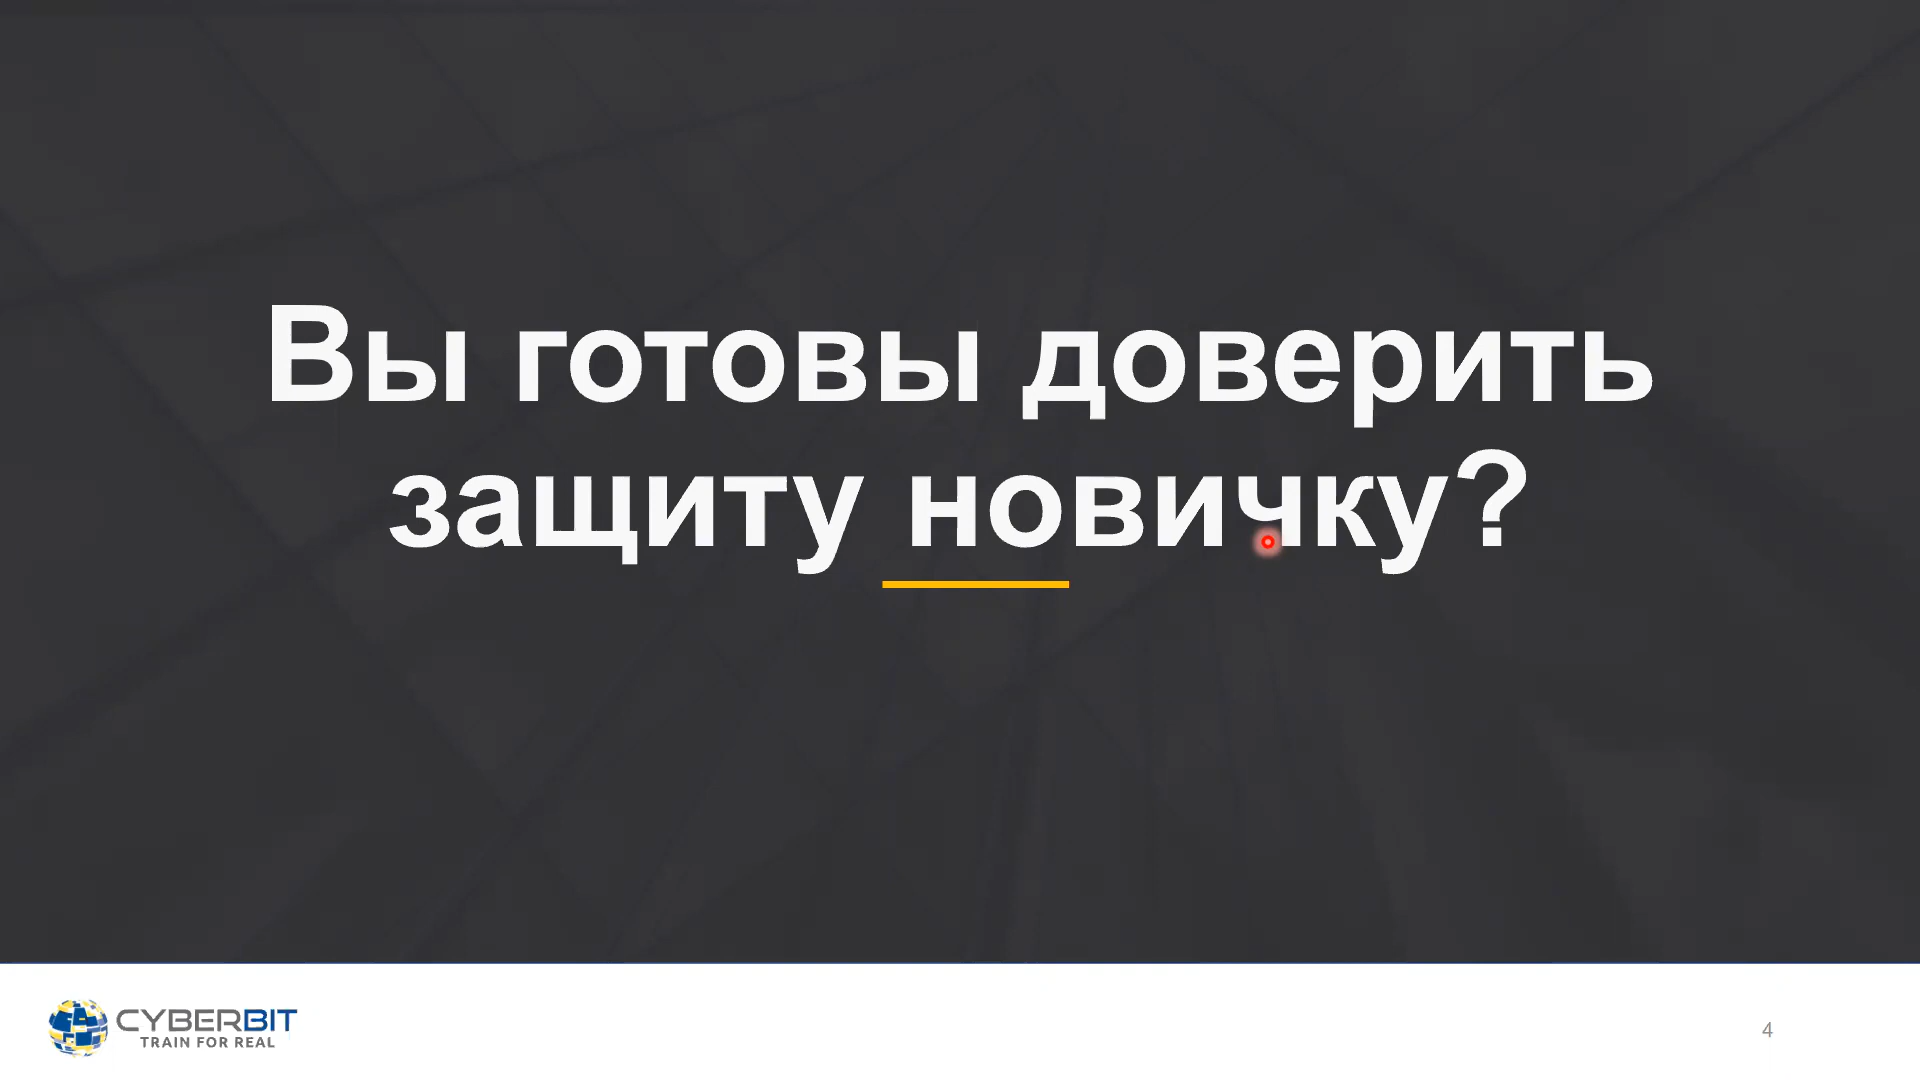 Вы готовы доверить
защиту новичку?
CYBERBIT
TRAIN FOR REAL
4